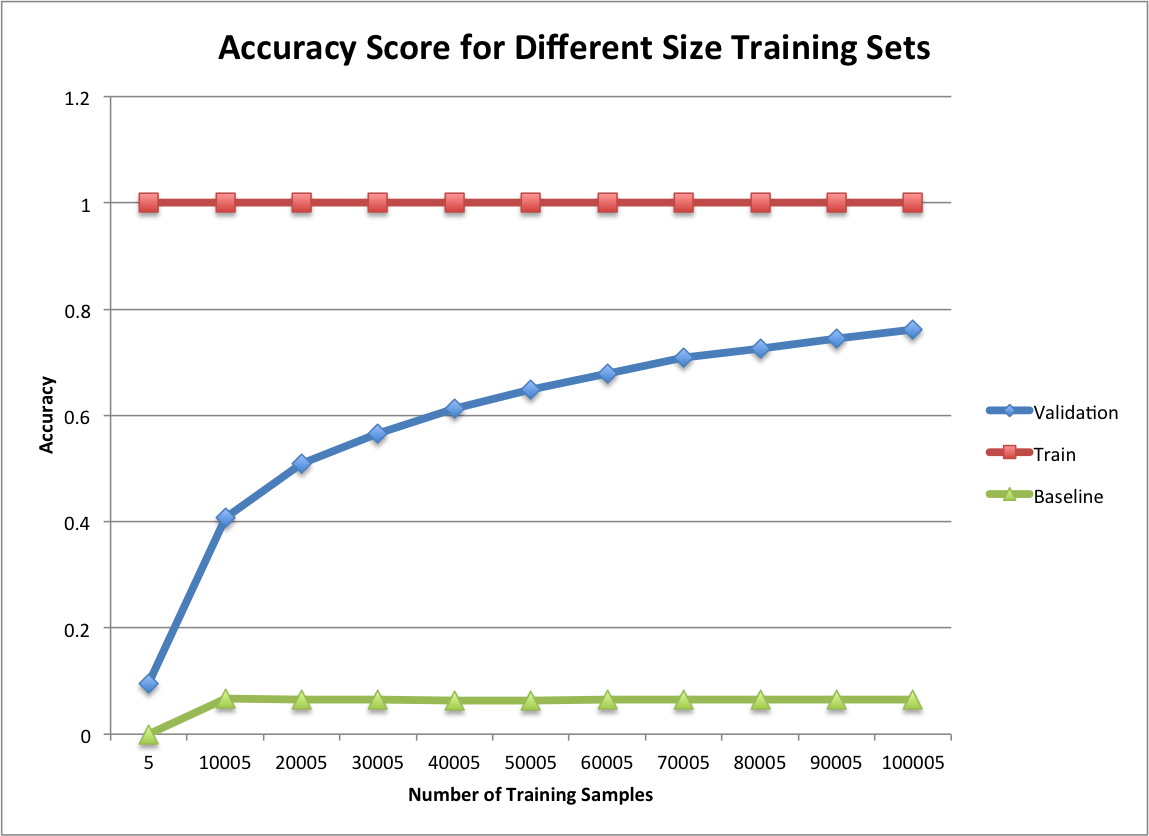 Accuracy Score for Different Size Training Sets
1.2
1
0.8
0.6
0.4
0.2
0
Accuracy
5 10005 20005 30005 40005 50005 60005 70005 80005 90005 100005
Number of Training Samples
Validation
Train
Baseline